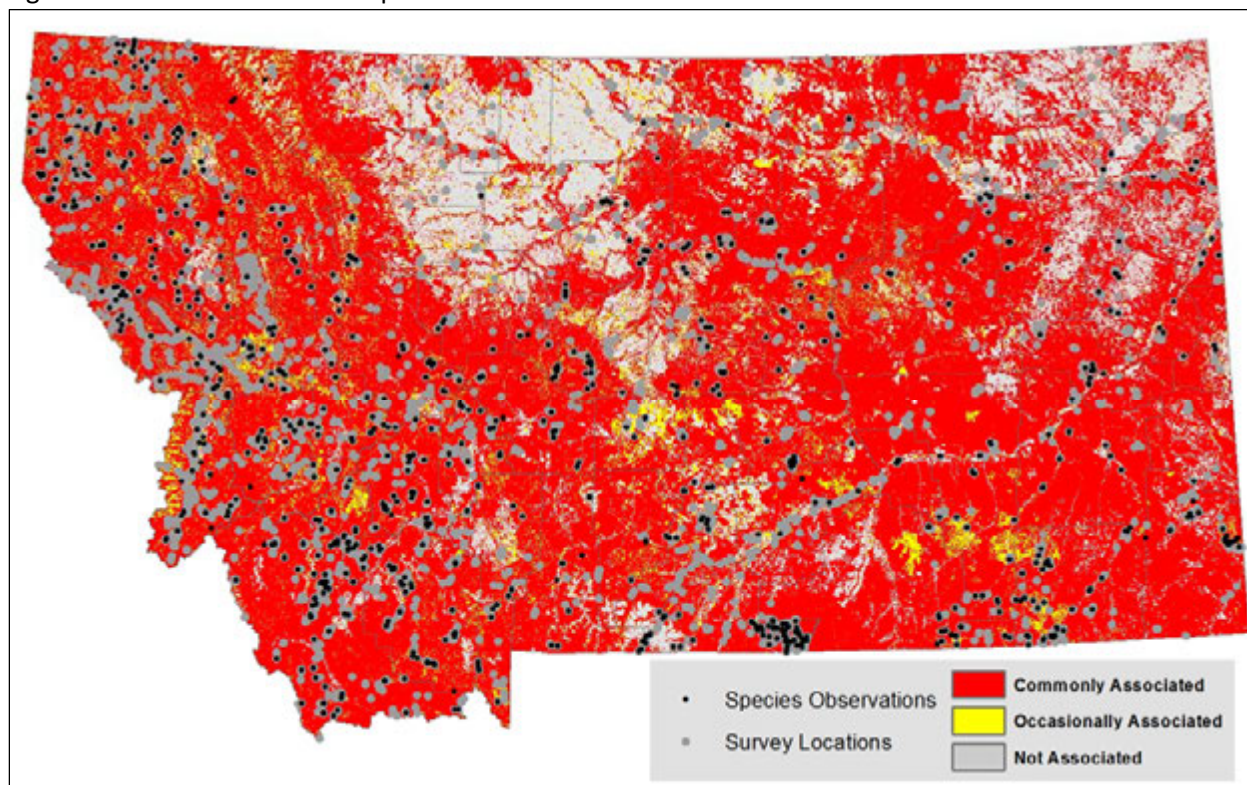 Species Observations
Survey Locations
Commonly Associated
Occasionally Associated
Not Associated